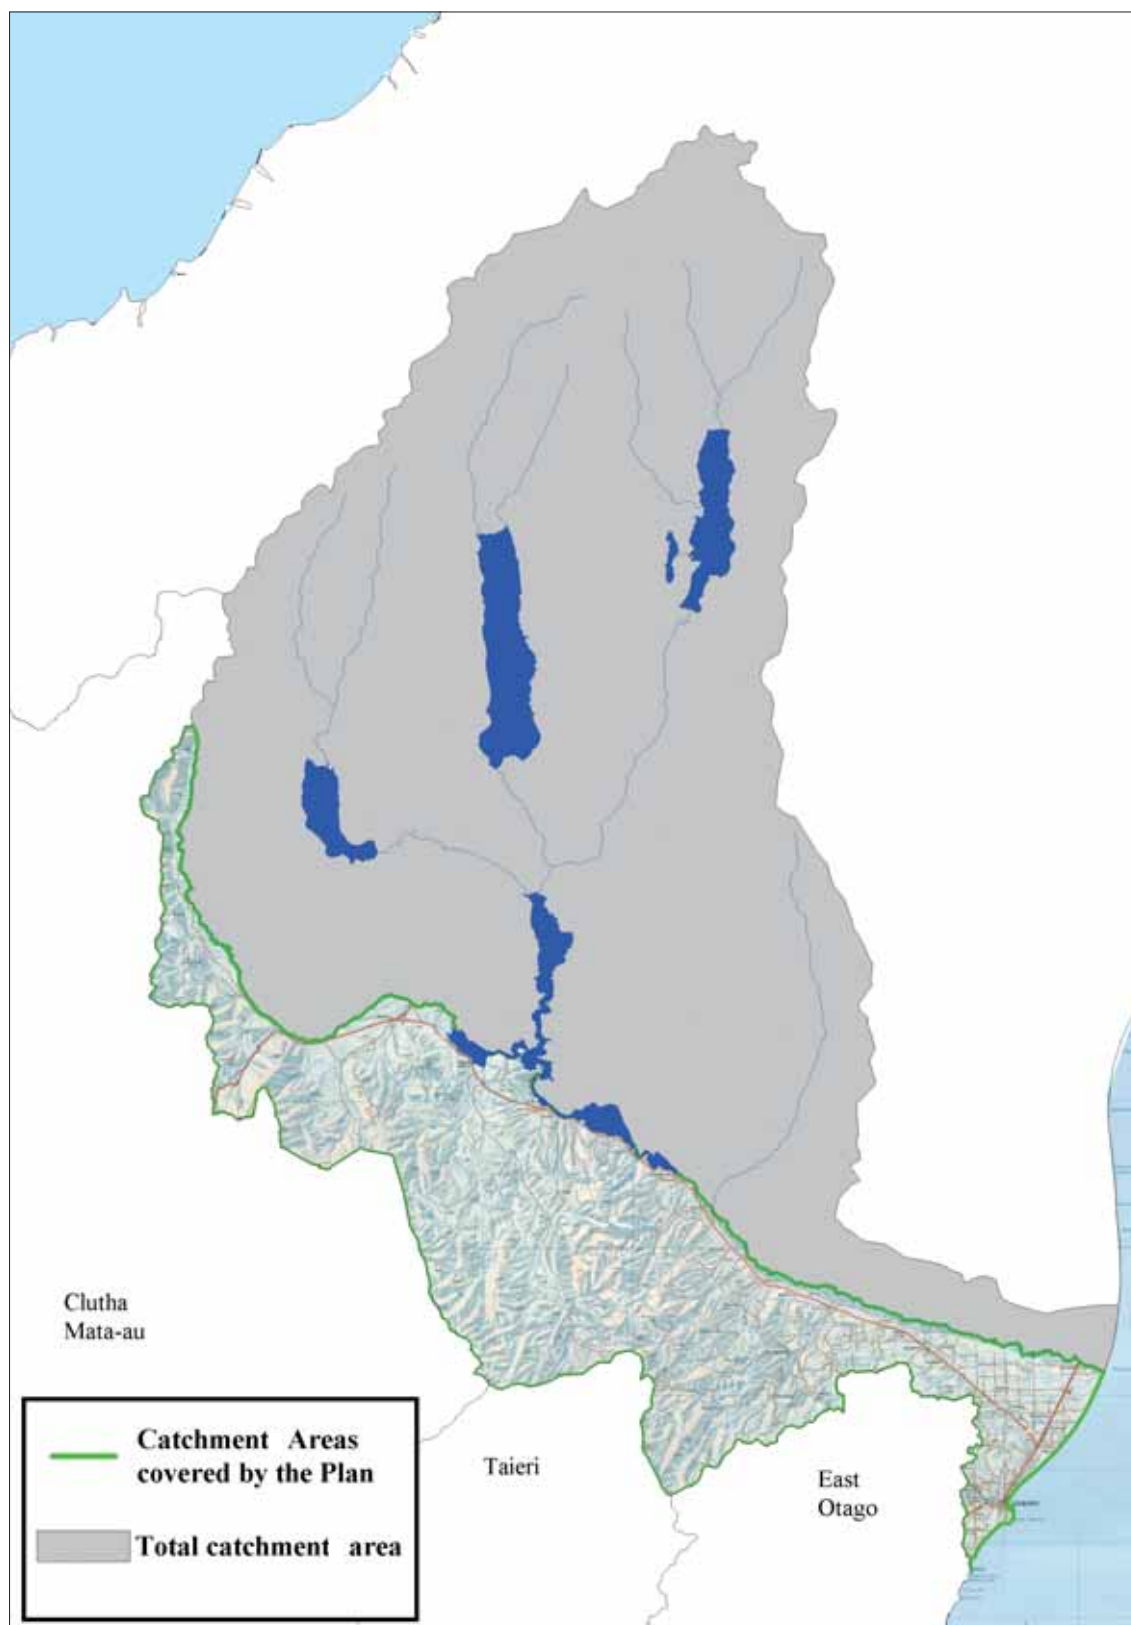 Clutha
Mata-au
Taieri
East
Otago
Catchment Areas
covered by the Plan
Total catchment area